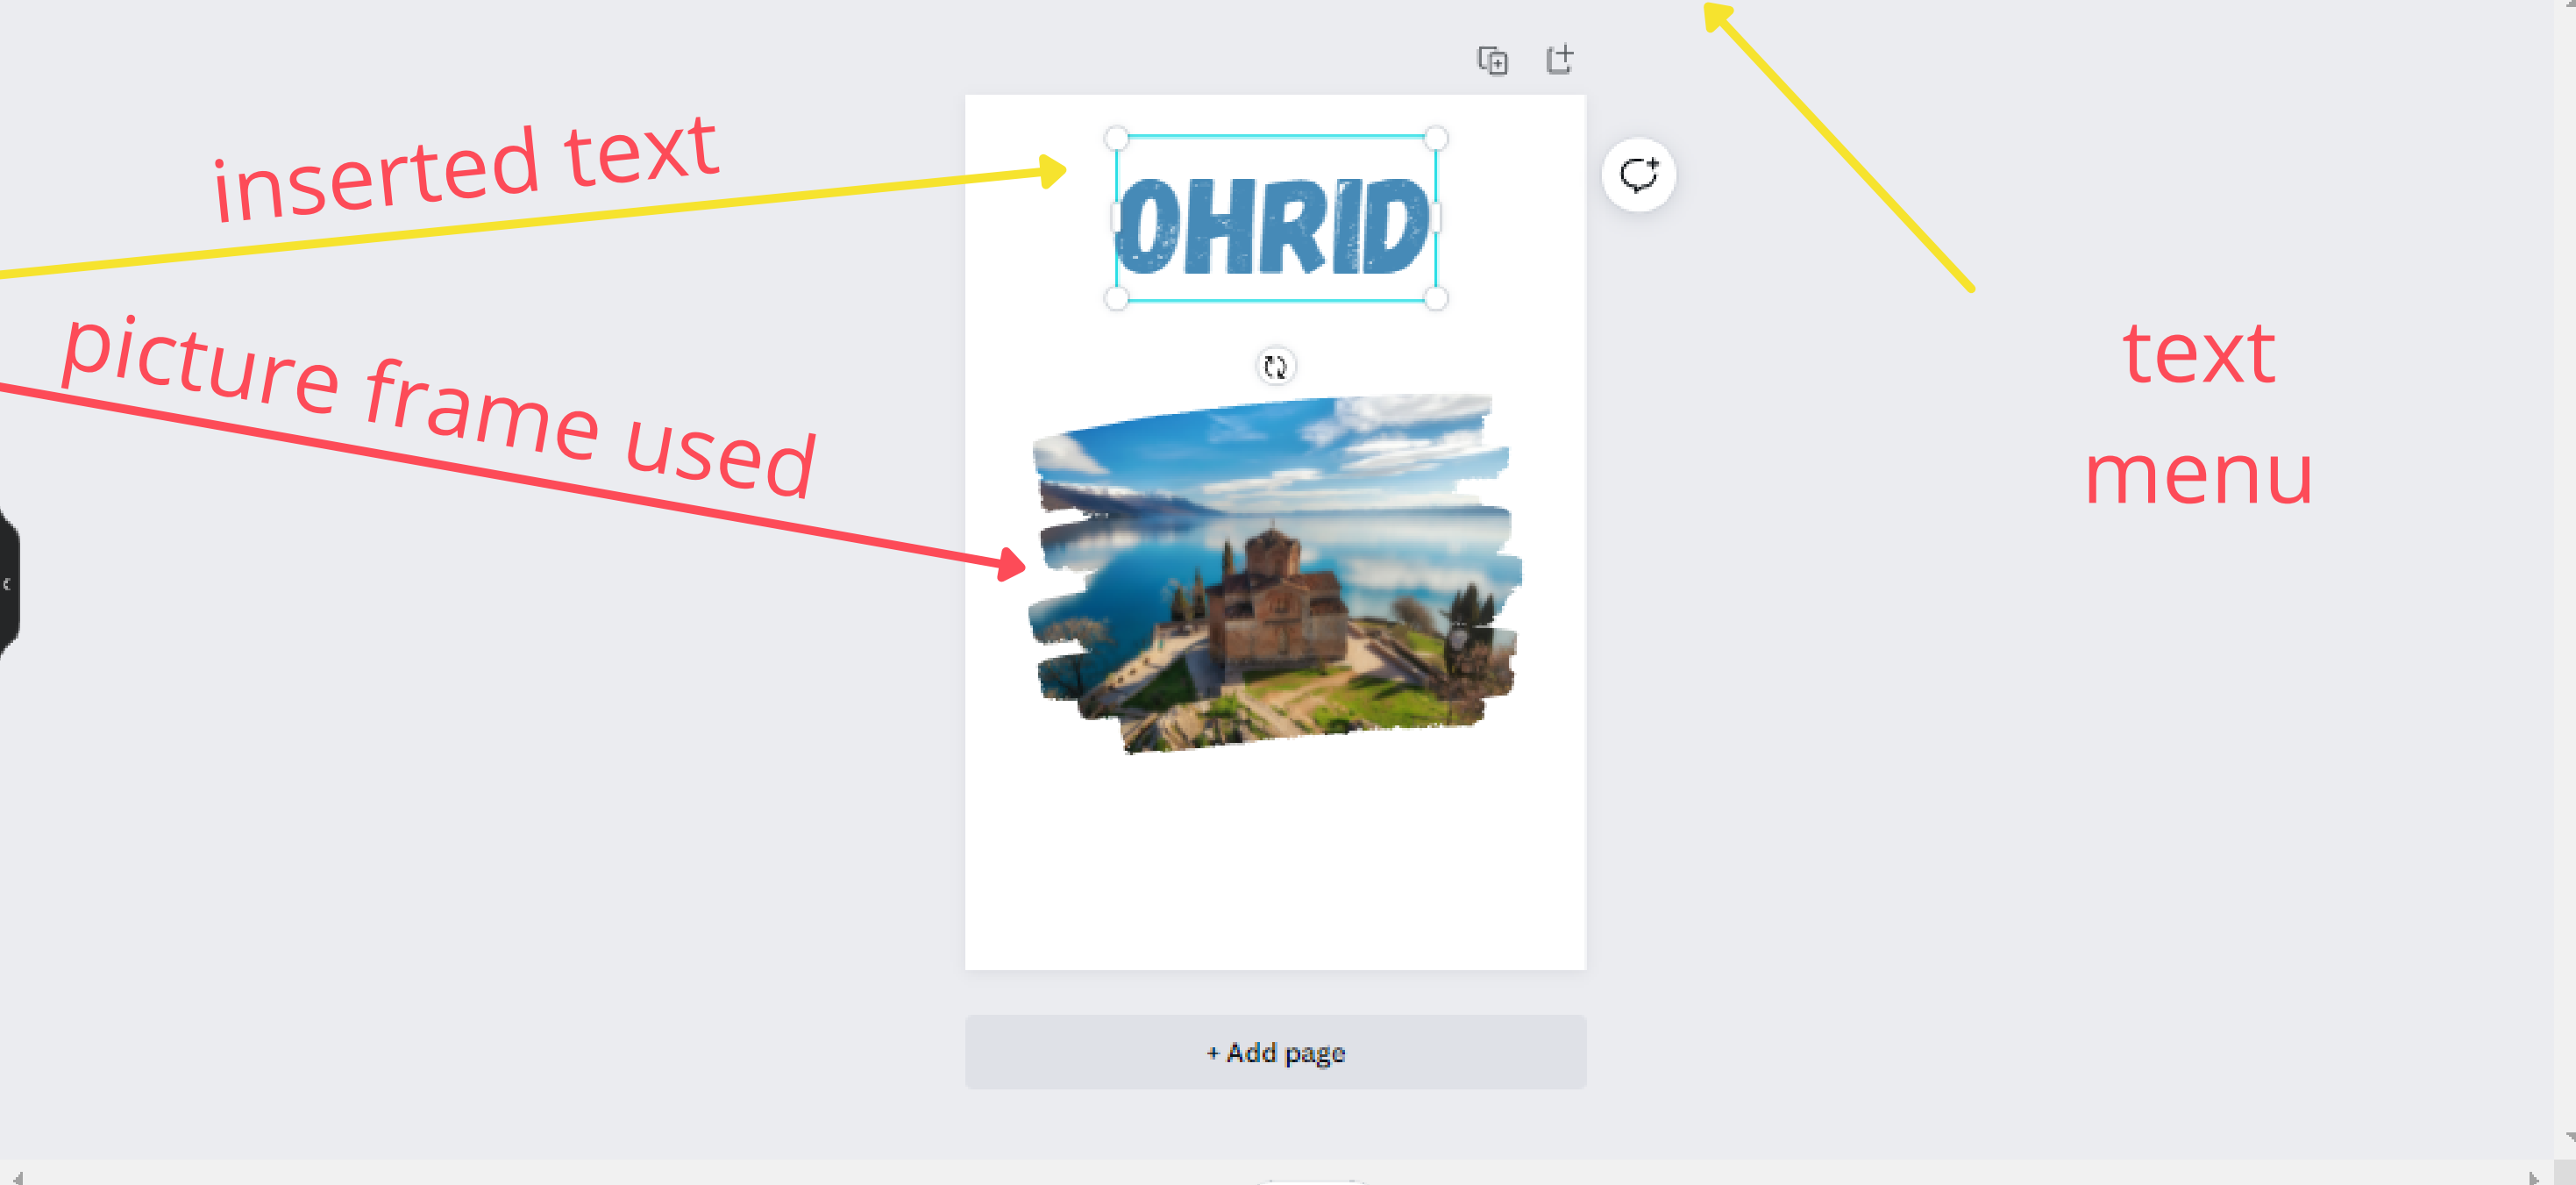 inserted text
OHRID
picture frame used
text
menu
+ Add page